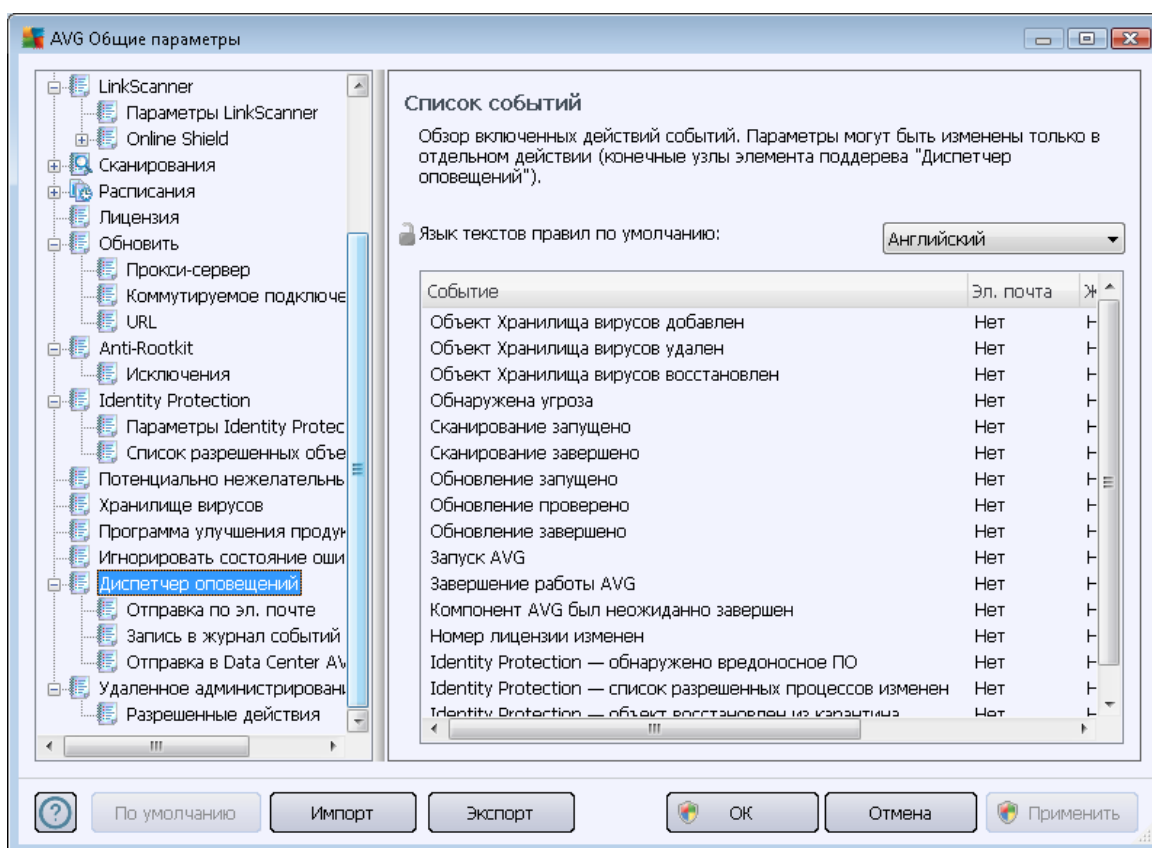 AVG Общие параметры
LinkScanner
Параметры LinkScanner
Online Shield
Сканирования
Расписания
Лицензия
Обновить
Прокси-сервер
Коммутируемое подключе
URL
Anti-Rootkit
Исключения
Identity Protection
Параметры Identity Protec
Список разрешенных объе
Потенциально нежелательны
Хранилище вирусов
Программа улучшения продук
Игнорировать состояние оши
Диспетчер оповещений
Отправка по эл. почте
Запись в журнал событий
Отправка в Data Center AV
Удаленное администрировани
Разрешенные действия
Список событий
Обзор включенных действий событий. Параметры могут быть изменены только в
отдельном действии (конечные узлы элемента поддерева "Диспетчер
оповещений").
Язык текстов правил по умолчанию:
Английский
Событие Эл. почта Ж
Объект Хранилища вирусов добавлен Нет Н
Объект Хранилища вирусов удален Нет Н
Объект Хранилища вирусов восстановлен Нет Н
Обнаружена угроза Нет Н
Сканирование запущено Нет Н
Сканирование завершено Нет Н
Обновление запущено Нет Н
Обновление проверено Нет Н
Обновление завершено Нет Н
Запуск AVG Нет Н
Завершение работы AVG Нет Н
Компонент AVG был неожиданно завершен Нет Н
Номер лицензии изменен Нет Н
Identity Protection — обнаружено вредоносное ПО Нет Н
Identity Protection — список разрешенных процессов изменен Нет Н
Identity Protection — объект восстановлен из карантина Нет Н
По умолчанию
Импорт
Экспорт
ОК
Отмена
Применить